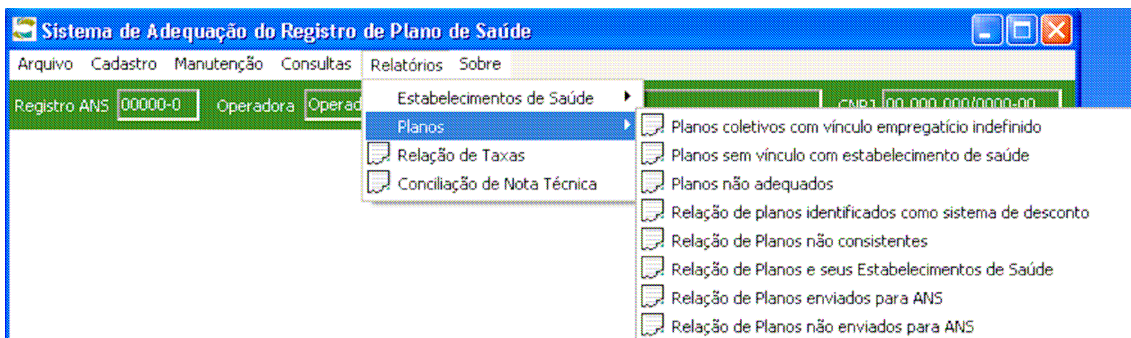 Sistema de Adequação do Registro de Plano de Saúde
Arquivo Cadastro Manutenção Consultas Relatórios Sobre
Registro ANS 00000-0 Operadora Operad CNPJ 00.000.000/0000-00
Estabelecimentos de Saúde
Planos
Relação de Taxas
Conciliação de Nota Técnica
Planos coletivos com vínculo empregatício indefinido
Planos sem vínculo com estabelecimento de saúde
Planos não adequados
Relação de planos identificados como sistema de desconto
Relação de Planos não consistentes
Relação de Planos e seus Estabelecimentos de Saúde
Relação de Planos enviados para ANS
Relação de Planos não enviados para ANS